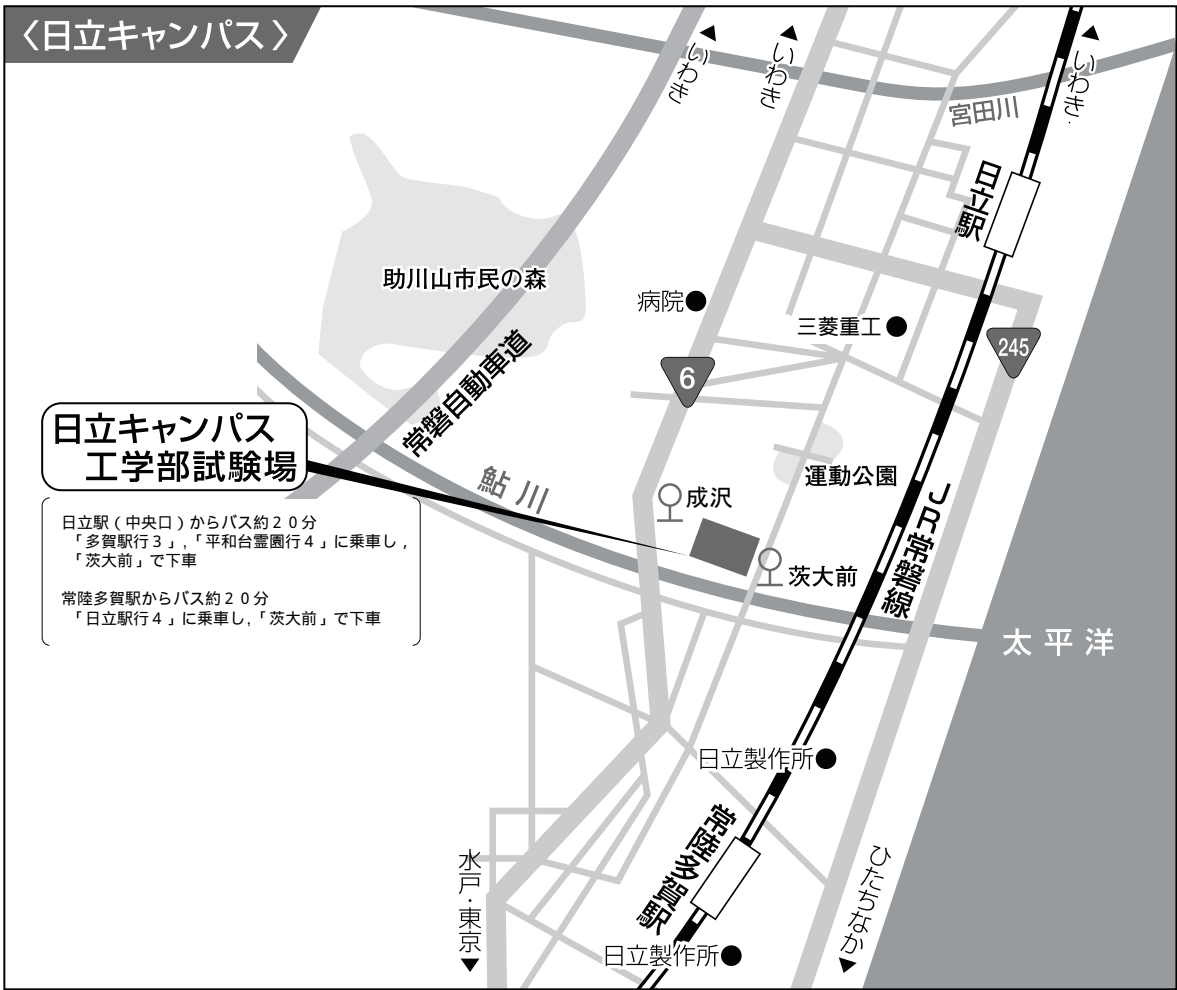 〈日立キャンパス〉
いわき
いわき
いわき
宮田川
日立駅
助川山市民の森
病院
三菱重工
245
6
常磐自動車道
日立キャンパス
工学部試験場
鮎川
成沢
運動公園
JR常磐線
日立駅（中央口）からバス約２０分
「多賀駅行３」，「平和台霊園行４」に乗車し，
「茨大前」で下車
茨大前
常陸多賀駅からバス約２０分
「日立駅行４」に乗車し，「茨大前」で下車
太平洋
日立製作所
常陸多賀駅
水戸・東京
ひたちなか
日立製作所